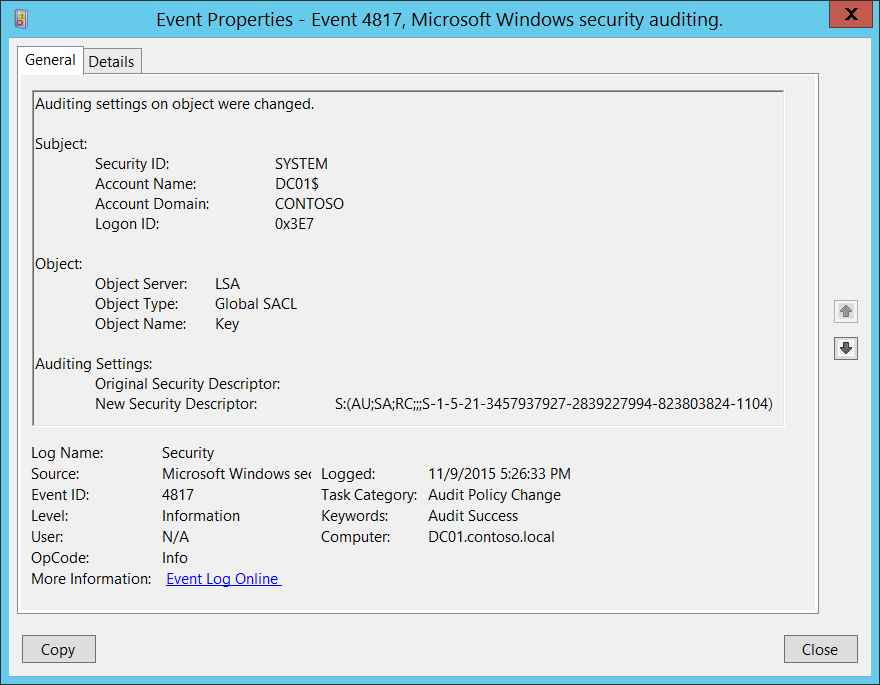 Event Properties - Event 4817, Microsoft Windows security auditing.
General Details
Auditing settings on object were changed.
Subject:
Security ID: SYSTEM
Account Name: DC01$
Account Domain: CONTOSO
Logon ID: 0x3E7
Object:
Object Server: LSA
Object Type: Global SACL
Object Name: Key
Auditing Settings:
Original Security Descriptor:
New Security Descriptor: S:(AU;SA;RC;;;S-1-5-21-3457937927-2839227994-823803824-1104)
Log Name: Security
Source: Microsoft Windows sec Logged: 11/9/2015 5:26:33 PM
Event ID: 4817 Task Category: Audit Policy Change
Level: Information Keywords: Audit Success
User: N/A Computer: DC01.contoso.local
OpCode: Info
More Information: Event Log Online
Copy Close